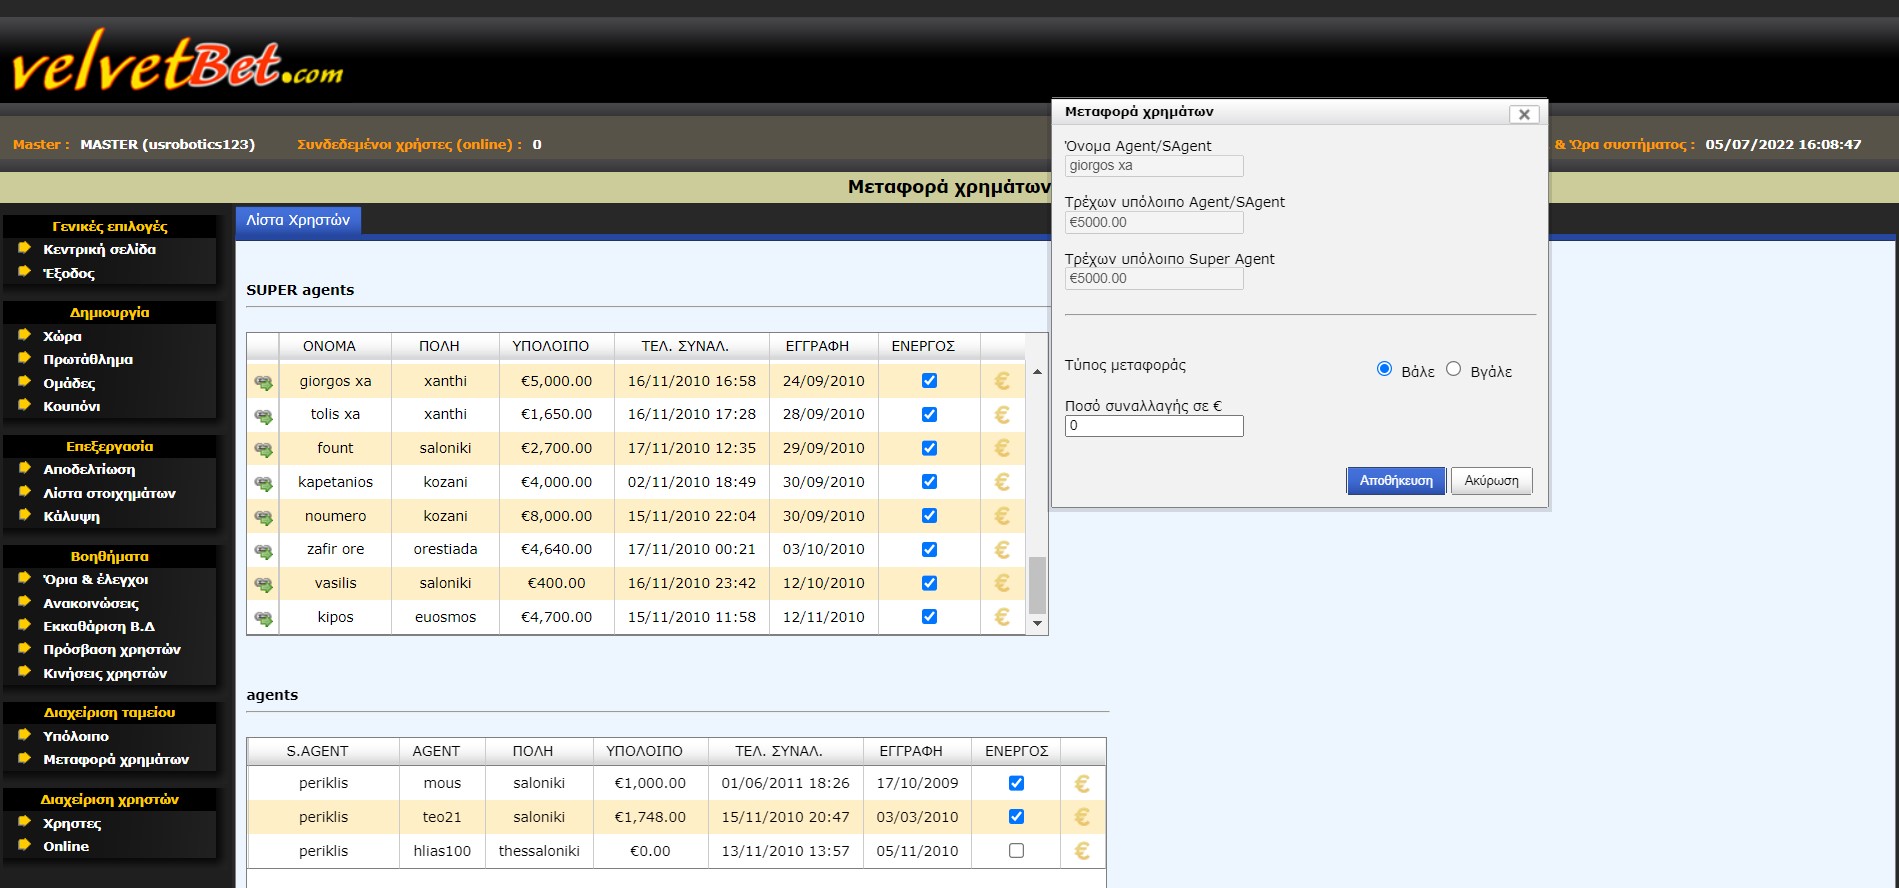 velvetBet.com
Master : MASTER (usrobotics123) Συνδεδεμένοι χρήστες (online) : 0 & Ώρα συστήματος : 05/07/2022 16:08:47
Μεταφορά χρημάτων
Γενικές επιλογές
Κεντρική σελίδα
Έξοδος
Δημιουργία
Χώρα
Πρωτάθλημα
Ομάδες
Κουπόνι
Επεξεργασία
Αποδελτίωση
Λίστα στοιχημάτων
Κάλυψη
Βοηθήματα
Όρια & έλεγχοι
Ανακοινώσεις
Εκκαθάριση Β.Δ
Πρόσβαση χρηστών
Κινήσεις χρηστών
Διαχείριση ταμείου
Υπόλοιπο
Μεταφορά χρημάτων
Διαχείριση χρηστών
Χρηστες
Online
Λίστα Χρηστών
SUPER agents
ΟΝΟΜΑ ΠΟΛΗ ΥΠΟΛΟΙΠΟ ΤΕΛ. ΣΥΝΑΛ. ΕΓΓΡΑΦΗ ΕΝΕΡΓΟΣ
giorgos xa xanthi €5,000.00 16/11/2010 16:58 24/09/2010 €
tolis xa xanthi €1,650.00 16/11/2010 17:28 28/09/2010 €
fount saloniki €2,700.00 17/11/2010 12:35 29/09/2010 €
kapetanios kozani €4,000.00 02/11/2010 18:49 30/09/2010 €
noumero kozani €8,000.00 15/11/2010 22:04 30/09/2010 €
zafir ore orestiada €4,640.00 17/11/2010 00:21 03/10/2010 €
vasilis saloniki €400.00 16/11/2010 23:42 12/10/2010 €
kipos euosmos €4,700.00 15/11/2010 11:58 12/11/2010 €
agents
S.AGENT AGENT ΠΟΛΗ ΥΠΟΛΟΙΠΟ ΤΕΛ. ΣΥΝΑΛ. ΕΓΓΡΑΦΗ ΕΝΕΡΓΟΣ
periklis mous saloniki €1,000.00 01/06/2011 18:26 17/10/2009 €
periklis teo21 saloniki €1,748.00 15/11/2010 20:47 03/03/2010 €
periklis hlias100 thessaloniki €0.00 13/11/2010 13:57 05/11/2010 €
Μεταφορά χρημάτων
Όνομα Agent/SAgent
giorgos xa
Τρέχων υπόλοιπο Agent/SAgent
€5000.00
Τρέχων υπόλοιπο Super Agent
€5000.00
Τύπος μεταφοράς Βάλε Βγάλε
Ποσό συναλλαγής σε €
0
Αποθήκευση Ακύρωση